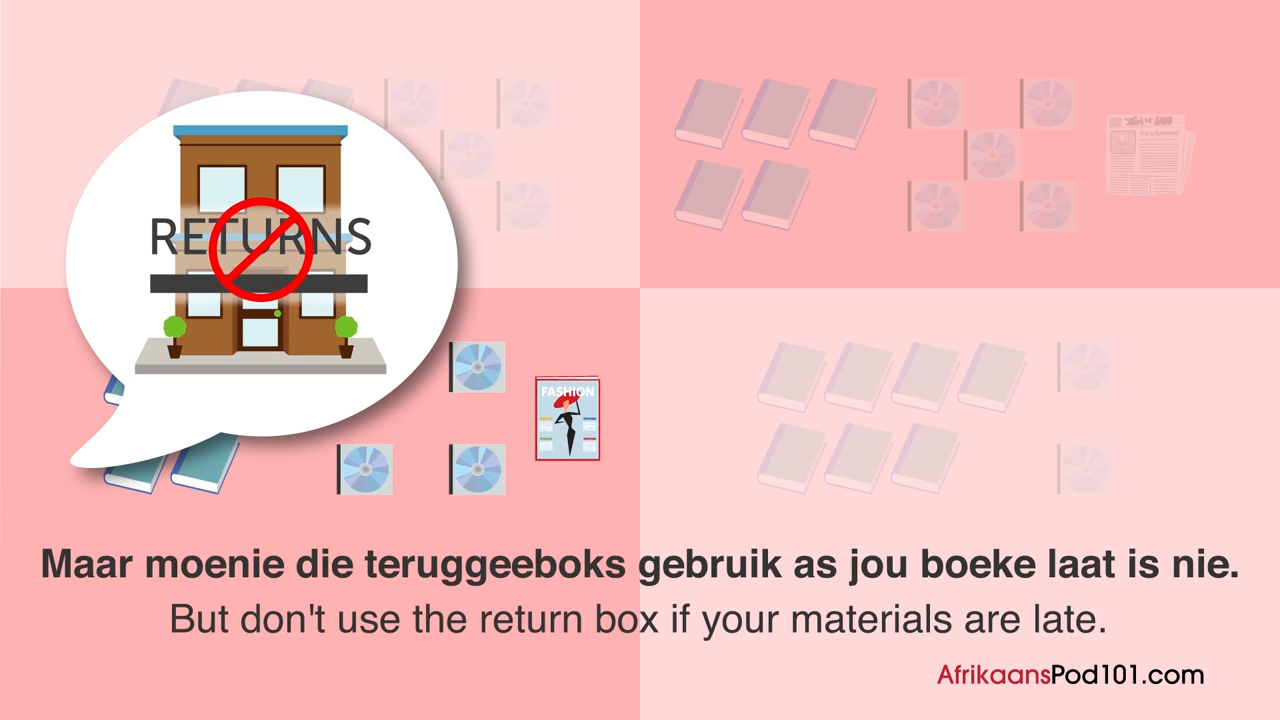 RETURNS
FASHION
Maar moenie die teruggeeboks gebruik as jou boeke laat is nie.
But don't use the return box if your materials are late.
AfrikaansPod101.com